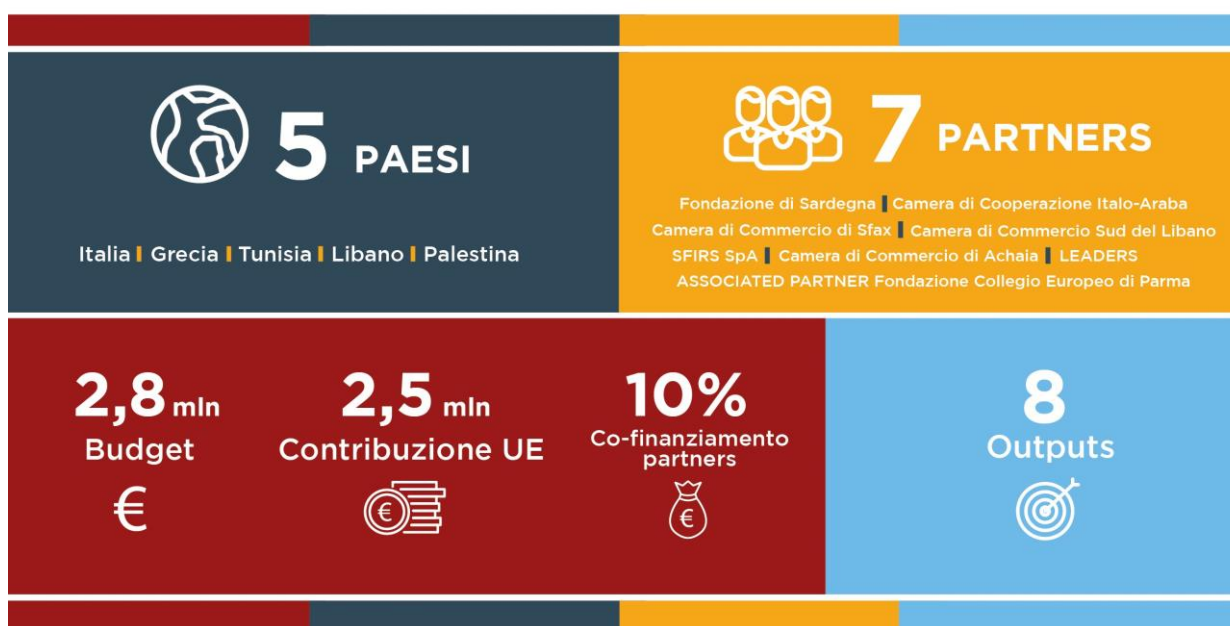 5 PAESI
Italia | Grecia | Tunisia | Libano | Palestina
7 PARTNERS
Fondazione di Sardegna | Camera di Cooperazione Italo-Araba
Camera di Commercio di Sfax | Camera di Commercio Sud del Libano
SFIRS SpA | Camera di Commercio di Achaia | LEADERS
ASSOCIATED PARTNER Fondazione Collegio Europeo di Parma
2,8 mln
Budget
€
2,5 mln
Contribuzione UE
€
10%
Co-finanziamento
partners
€
8
Outputs